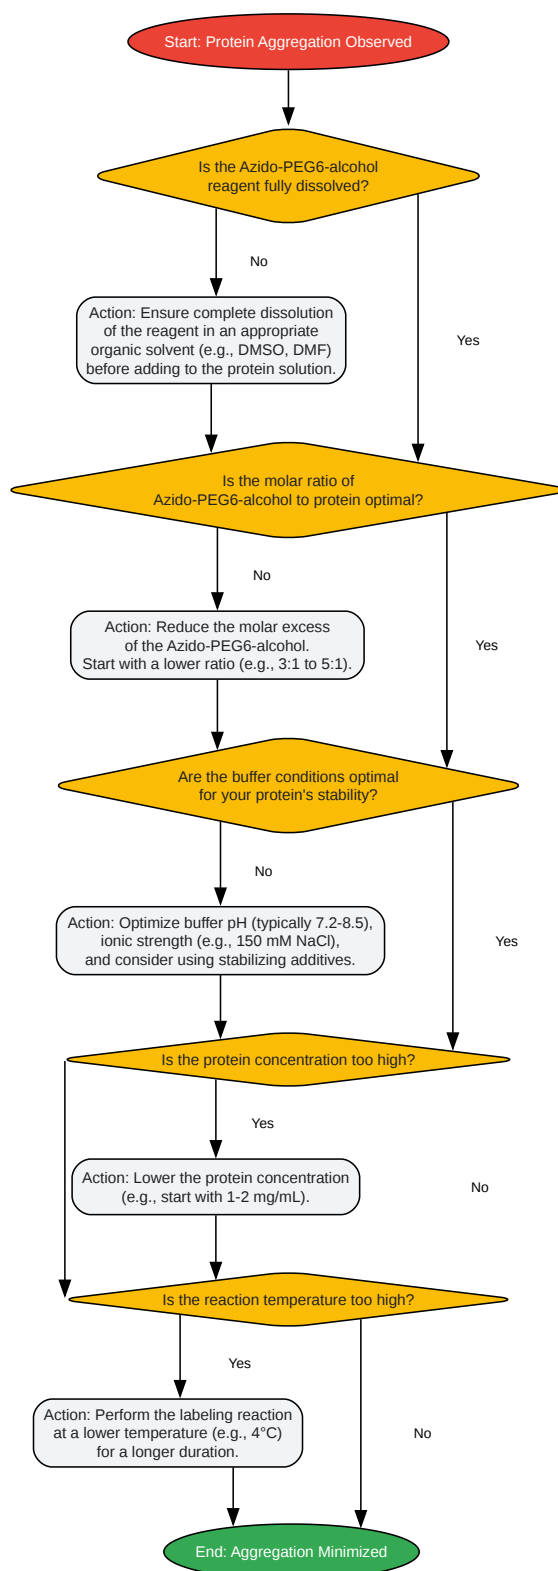 Start: Protein Aggregation Observed
Is the Azido-PEG6-alcohol
reagent fully dissolved?
No
Action: Ensure complete dissolution
of the reagent in an appropriate
organic solvent (e.g., DMSO, DMF)
before adding to the protein solution.
Yes
Is the molar ratio of
Azido-PEG6-alcohol to protein optimal?
No
Action: Reduce the molar excess
of the Azido-PEG6-alcohol.
Start with a lower ratio (e.g., 3:1 to 5:1).
Yes
Are the buffer conditions optimal
for your protein's stability?
No
Action: Optimize buffer pH (typically 7.2-8.5),
ionic strength (e.g., 150 mM NaCl),
and consider using stabilizing additives.
Yes
Is the protein concentration too high?
Yes
Action: Lower the protein concentration
(e.g., start with 1-2 mg/mL).
No
Is the reaction temperature too high?
Yes
Action: Perform the labeling reaction
at a lower temperature (e.g., 4°C)
for a longer duration.
No
End: Aggregation Minimized